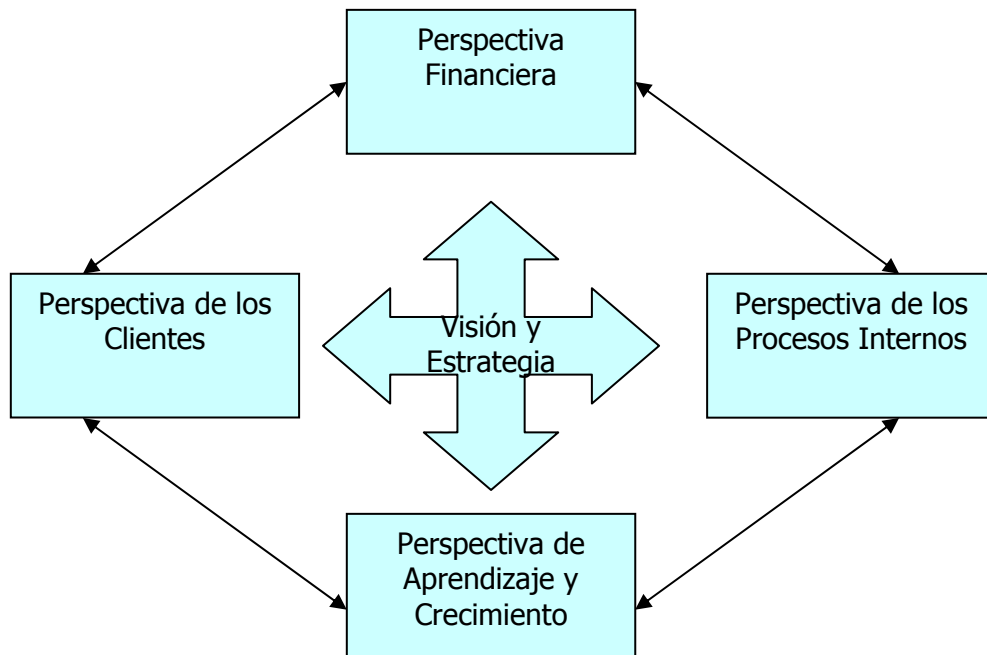 Perspectiva
Financiera
Perspectiva de los
Clientes
Visión y
Estrategia
Perspectiva de los
Procesos Internos
Perspectiva de
Aprendizaje y
Crecimiento